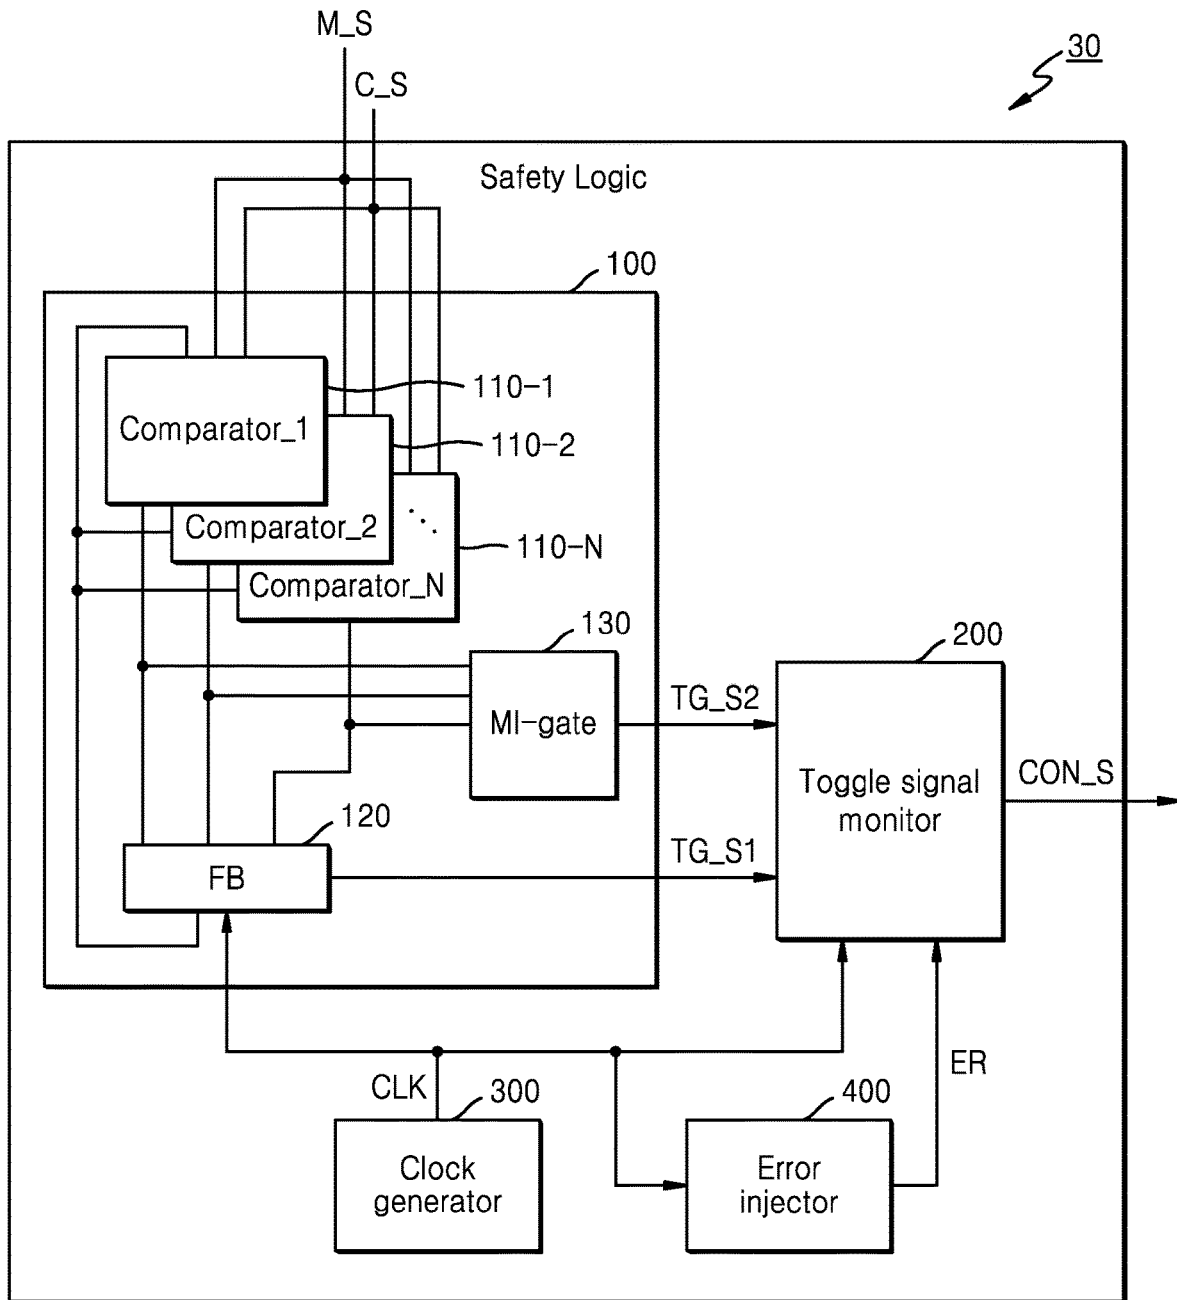 M_S
30
C_S
Safety Logic
100
Comparator_1
110-1
110-2
Comparator_2
110-N
Comparator_N
130
200
MI-gate
TG_S2
Toggle signal
monitor
CON_S
120
FB
TG_S1
CLK
300
400
ER
Clock
generator
Error
injector